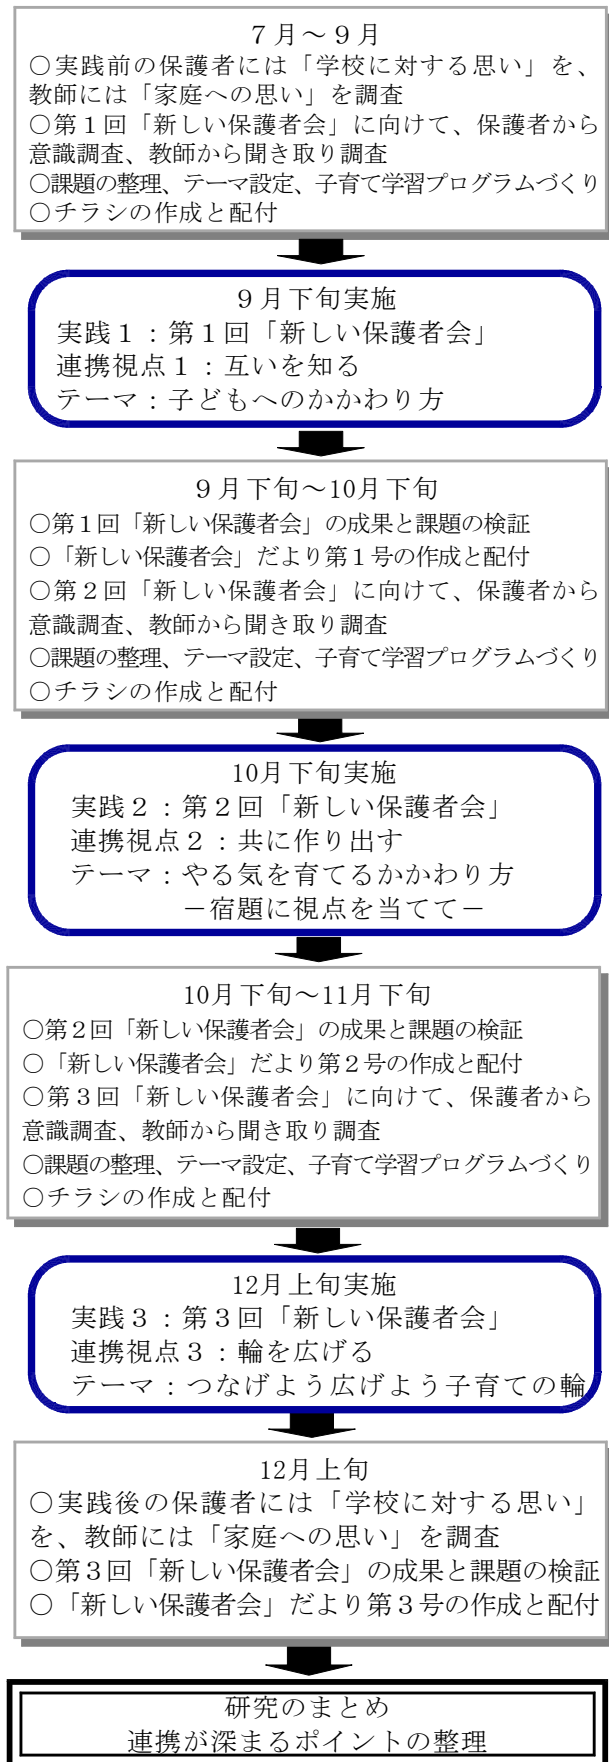 ７月～９月
○実践前の保護者には「学校に対する思い」を、
教師には「家庭への思い」を調査
○第１回「新しい保護者会」に向けて、保護者から
意識調査、教師から聞き取り調査
○課題の整理、テーマ設定、子育て学習プログラムづくり
○チラシの作成と配付
９月下旬実施
実践１：第１回「新しい保護者会」
連携視点１：互いを知る
テーマ：子どもへのかかわり方
９月下旬～10月下旬
○第１回「新しい保護者会」の成果と課題の検証
○「新しい保護者会」だより第１号の作成と配付
○第２回「新しい保護者会」に向けて、保護者から
意識調査、教師から聞き取り調査
○課題の整理、テーマ設定、子育て学習プログラムづくり
○チラシの作成と配付
10月下旬実施
実践２：第２回「新しい保護者会」
連携視点２：共に作り出す
テーマ：やる気を育てるかかわり方
－宿題に視点を当てて－
10月下旬～11月下旬
○第２回「新しい保護者会」の成果と課題の検証
○「新しい保護者会」だより第２号の作成と配付
○第３回「新しい保護者会」に向けて、保護者から
意識調査、教師から聞き取り調査
○課題の整理、テーマ設定、子育て学習プログラムづくり
○チラシの作成と配付
12月上旬実施
実践３：第３回「新しい保護者会」
連携視点３：輪を広げる
テーマ：つなげよう広げよう子育ての輪
12月上旬
○実践後の保護者には「学校に対する思い」
を、教師には「家庭への思い」を調査
○第３回「新しい保護者会」の成果と課題の検証
○「新しい保護者会」だより第３号の作成と配付
研究のまとめ
連携が深まるポイントの整理